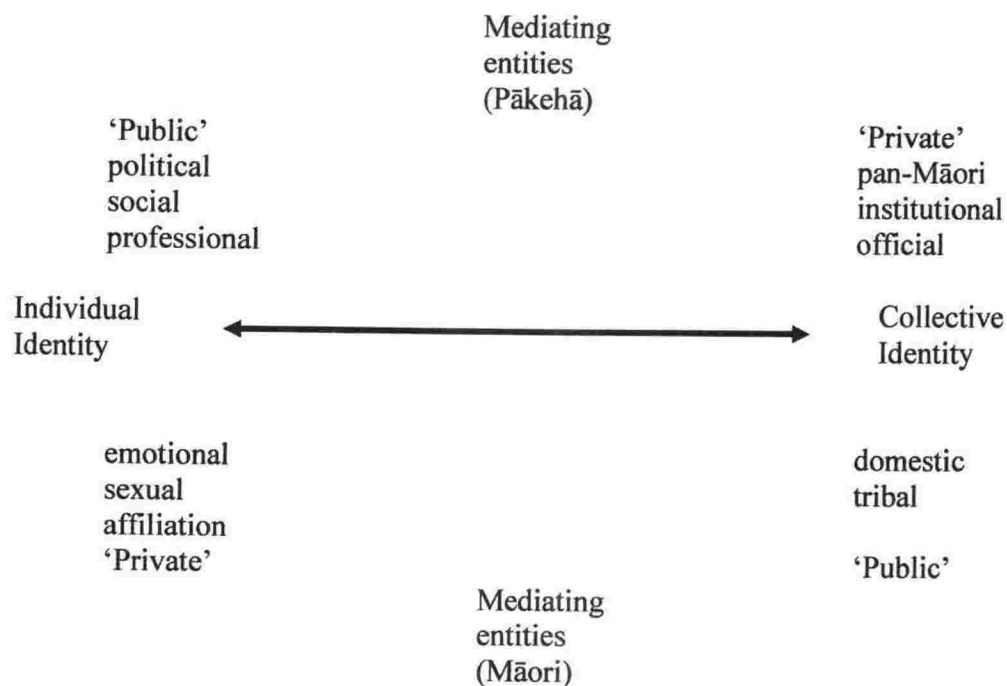 Mediating
entities
(Pākehā)
‘Public’
political
social
professional
‘Private’
pan-Māori
institutional
official
Individual
Identity
Collective
Identity
emotional
sexual
affiliation
‘Private’
domestic
tribal
‘Public’
Mediating
entities
(Māori)